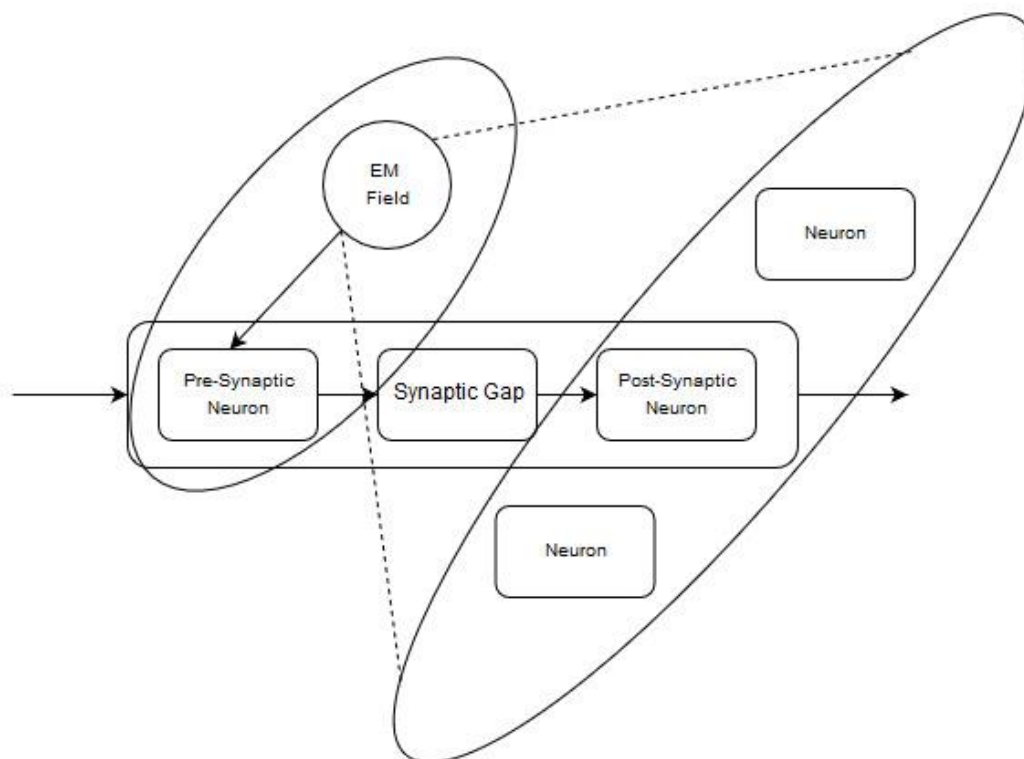 EM
Field
Neuron
Pre-Synaptic
Neuron
Synaptic Gap
Post-Synaptic
Neuron
Neuron